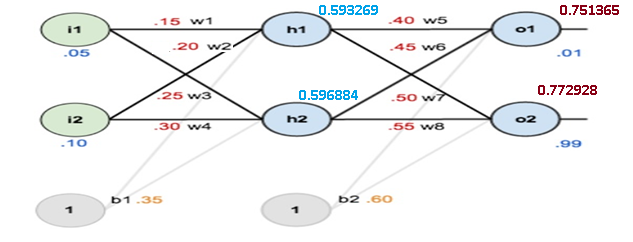 0.593269
0.751365
i1 .15 w1 h1 .40 w5 o1
.05 .20 w2 .45 w6 .01
0.596884 0.772928
.25 w3 .50 w7
i2 .30 w4 h2 .55 w8 o2
.10 .99
b1 .35 b2 .60
1 1